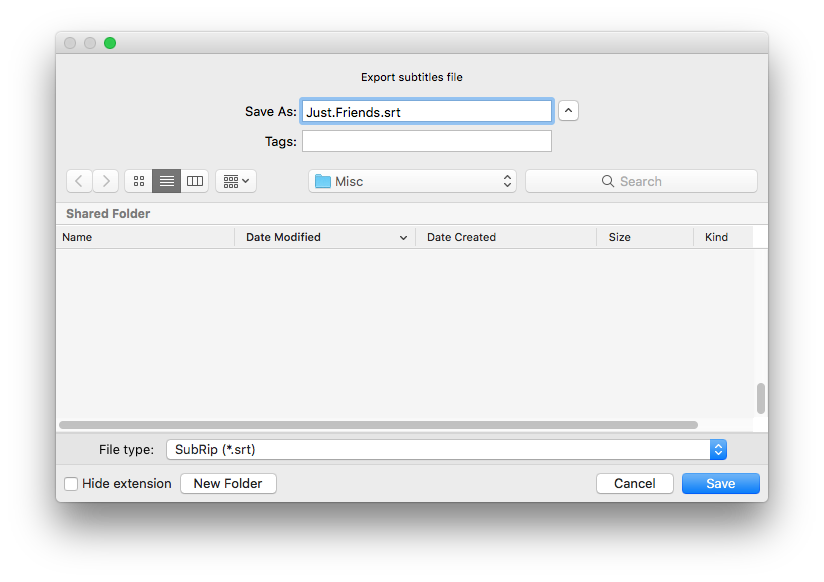 Export subtitles file
Save As: Just.Friends.srt
Tags:
Misc Search
Shared Folder
Name Date Modified Date Created Size Kind
File type: SubRip (*.srt)
Hide extension New Folder Cancel Save